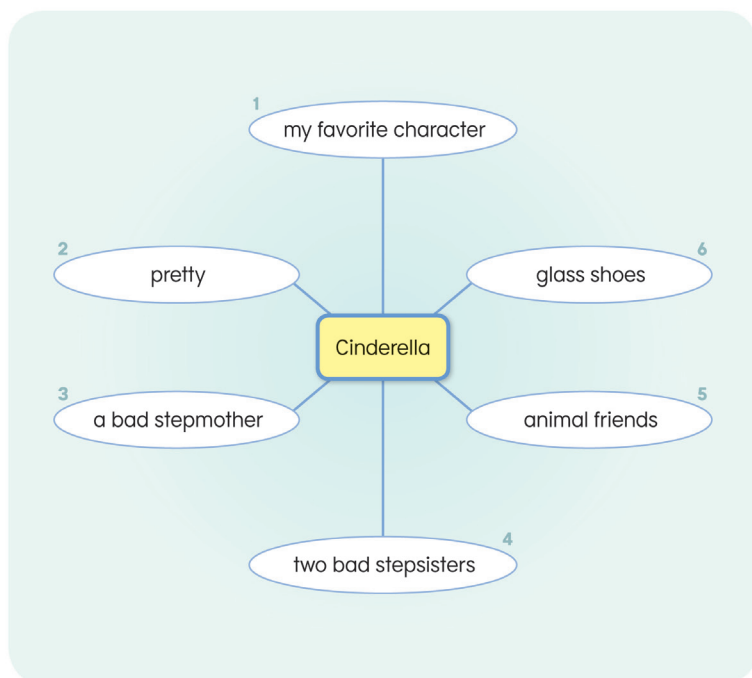 1
my favorite character
2
pretty
6
glass shoes
Cinderella
3
a bad stepmother
5
animal friends
4
two bad stepsisters